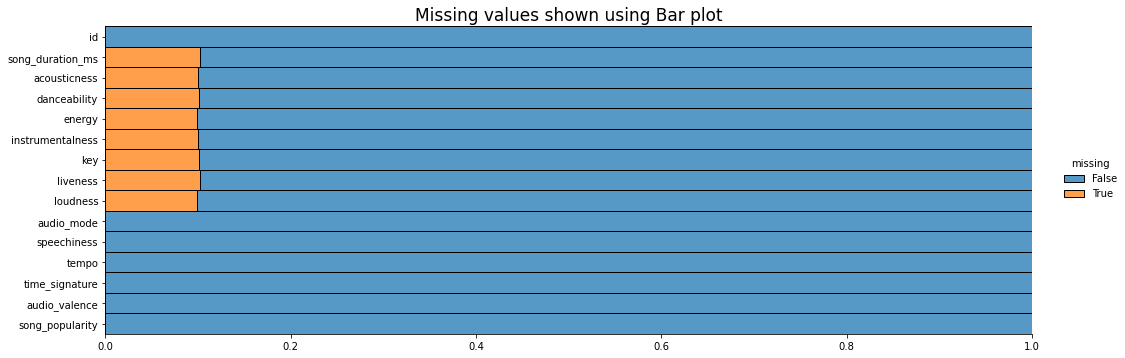 Missing values shown using Bar plot
id
song_duration_ms
acousticness
danceability
energy
instrumentalness
key
liveness
loudness
audio_mode
speechiness
tempo
time_signature
audio_valence
song_popularity
0.0 0.2 0.4 0.6 0.8 1.0
missing
False
True